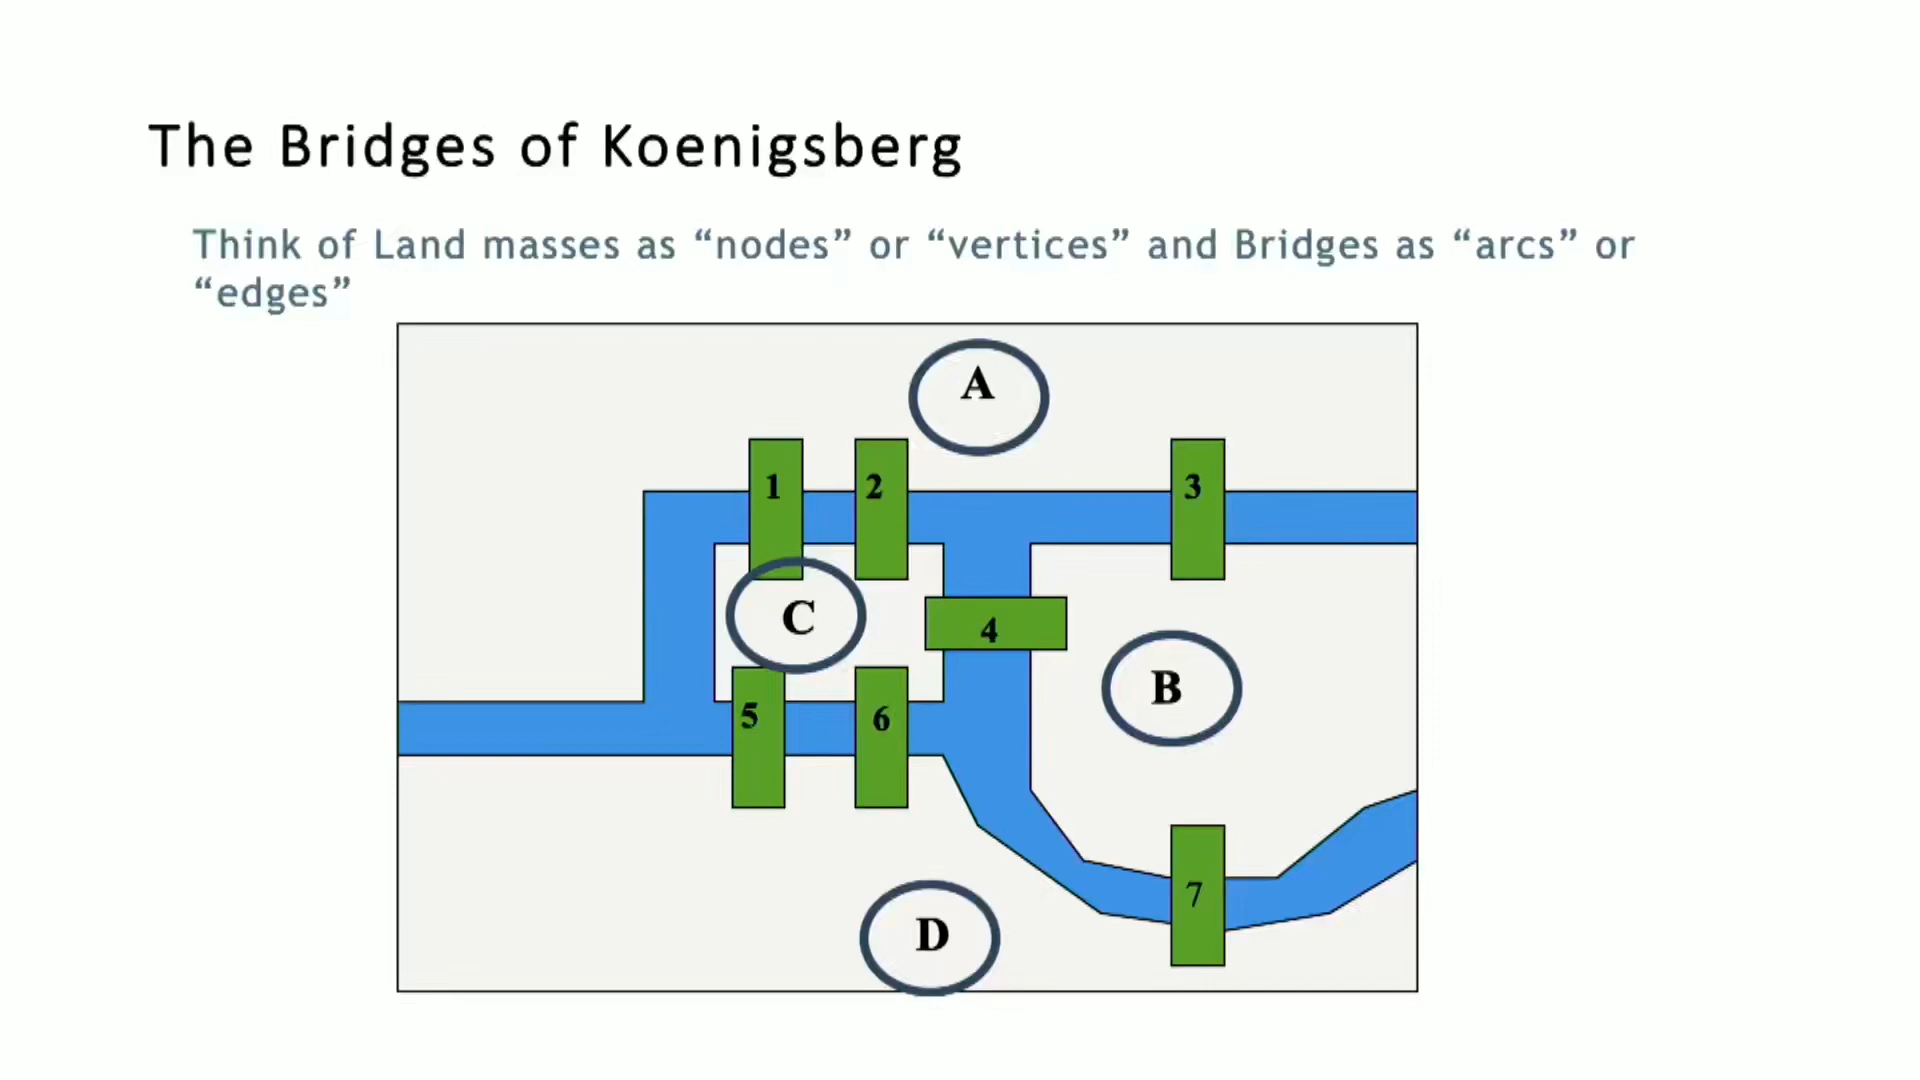 The Bridges of Koenigsberg
Think of Land masses as “nodes” or “vertices” and Bridges as “arcs” or
“edges”
A
1 2 3
C
4
B
5 6
7
D